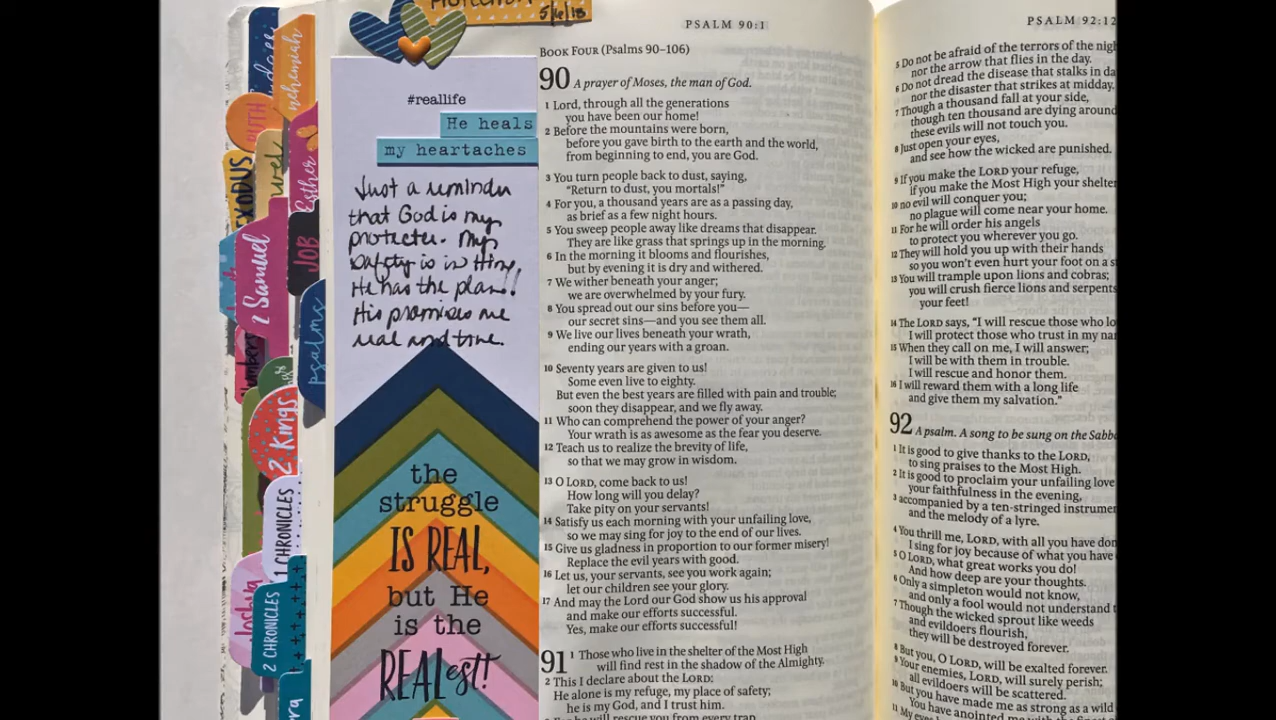 5/6/18
#reallife
He heals
my heartaches
Just a reminder
that God is my
protecter. My
safety is in Him,
He has the plan!!
His promises are
real and true.
the
struggle
IS REAL,
but He
is the
REALest!!
Judges
nehemiah
RUTH
EXODUS
Esther
2 Samuel
JOB
psalms
Numbers
2 Kings
1 CHRONICLES
Joshua
2 CHRONICLES
PSALM 90:1
BOOK FOUR (Psalms 90–106)
90 A prayer of Moses, the man of God.
1 Lord, through all the generations
you have been our home!
2 Before the mountains were born,
before you gave birth to the earth and the world,
from beginning to end, you are God.
3 You turn people back to dust, saying,
“Return to dust, you mortals!”
4 For you, a thousand years are as a passing day,
as brief as a few night hours.
5 You sweep people away like dreams that disappear.
They are like grass that springs up in the morning.
6 In the morning it blooms and flourishes,
but by evening it is dry and withered.
7 We wither beneath your anger;
we are overwhelmed by your fury.
8 You spread out our sins before you—
our secret sins—and you see them all.
9 We live our lives beneath your wrath,
ending our years with a groan.
10 Seventy years are given to us!
Some even live to eighty.
But even the best years are filled with pain and trouble;
soon they disappear, and we fly away.
11 Who can comprehend the power of your anger?
Your wrath is as awesome as the fear you deserve.
12 Teach us to realize the brevity of life,
so that we may grow in wisdom.
13 O LORD, come back to us!
How long will you delay?
Take pity on your servants!
14 Satisfy us each morning with your unfailing love,
so we may sing for joy to the end of our lives.
15 Give us gladness in proportion to our former misery!
Replace the evil years with good.
16 Let us, your servants, see you work again;
let our children see your glory.
17 And may the Lord our God show us his approval
and make our efforts successful.
Yes, make our efforts successful!
91 1 Those who live in the shelter of the Most High
will find rest in the shadow of the Almighty.
2 This I declare about the LORD:
He alone is my refuge, my place of safety;
he is my God, and I trust him.
PSALM 92:12
5 Do not be afraid of the terrors of the nig
nor the arrow that flies in the day.
6 Do not dread the disease that stalks in da
nor the disaster that strikes at midday.
7 Though a thousand fall at your side,
though ten thousand are dying around
these evils will not touch you.
8 Just open your eyes,
and see how the wicked are punished.
9 If you make the LORD your refuge,
if you make the Most High your shelter
10 no evil will conquer you;
no plague will come near your home.
11 For he will order his angels
to protect you wherever you go.
12 They will hold you up with their hands
so you won’t even hurt your foot on a s
13 You will trample upon lions and cobras;
you will crush fierce lions and serpents
your feet!
14 The LORD says, “I will rescue those who lo
I will protect those who trust in my na
15 When they call on me, I will answer;
I will be with them in trouble.
I will rescue and honor them.
16 I will reward them with a long life
and give them my salvation.”
92 A psalm. A song to be sung on the Sabb
1 It is good to give thanks to the LORD,
to sing praises to the Most High.
2 It is good to proclaim your unfailing love
your faithfulness in the evening,
3 accompanied by a ten-stringed instrumen
and the melody of a lyre.
4 You thrill me, LORD, with all you have don
I sing for joy because of what you have
5 O LORD, what great works you do!
And how deep are your thoughts.
6 Only a simpleton would not know,
and only a fool would not understand t
7 Though the wicked sprout like weeds
and evildoers flourish,
they will be destroyed forever.
8 But you, O LORD, will be exalted forever.
9 Your enemies, LORD, will surely perish;
all evildoers will be scattered.
10 But you have made me as strong as a wild
You have anointed me with the finest